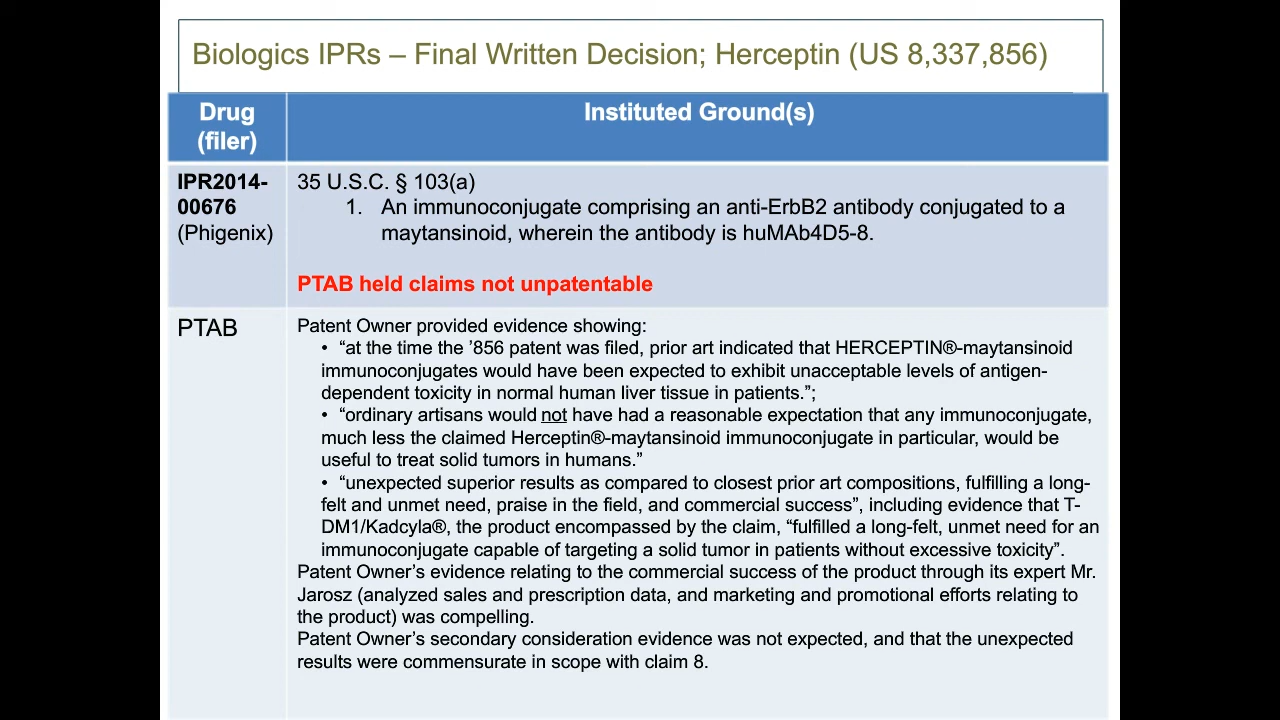 Biologics IPRs – Final Written Decision; Herceptin (US 8,337,856)
Drug (filer)
Instituted Ground(s)
IPR2014-
00676
(Phigenix)
35 U.S.C. § 103(a)
1. An immunoconjugate comprising an anti-ErbB2 antibody conjugated to a
maytansinoid, wherein the antibody is huMAb4D5-8.
PTAB held claims not unpatentable
PTAB
Patent Owner provided evidence showing:
• “at the time the ’856 patent was filed, prior art indicated that HERCEPTIN®-maytansinoid
immunoconjugates would have been expected to exhibit unacceptable levels of antigen-
dependent toxicity in normal human liver tissue in patients.”;
• “ordinary artisans would not have had a reasonable expectation that any immunoconjugate,
much less the claimed Herceptin®-maytansinoid immunoconjugate in particular, would be
useful to treat solid tumors in humans.”
• “unexpected superior results as compared to closest prior art compositions, fulfilling a long-
felt and unmet need, praise in the field, and commercial success”, including evidence that T-
DM1/Kadcyla®, the product encompassed by the claim, “fulfilled a long-felt, unmet need for an
immunoconjugate capable of targeting a solid tumor in patients without excessive toxicity”.
Patent Owner’s evidence relating to the commercial success of the product through its expert Mr.
Jarosz (analyzed sales and prescription data, and marketing and promotional efforts relating to
the product) was compelling.
Patent Owner’s secondary consideration evidence was not expected, and that the unexpected
results were commensurate in scope with claim 8.